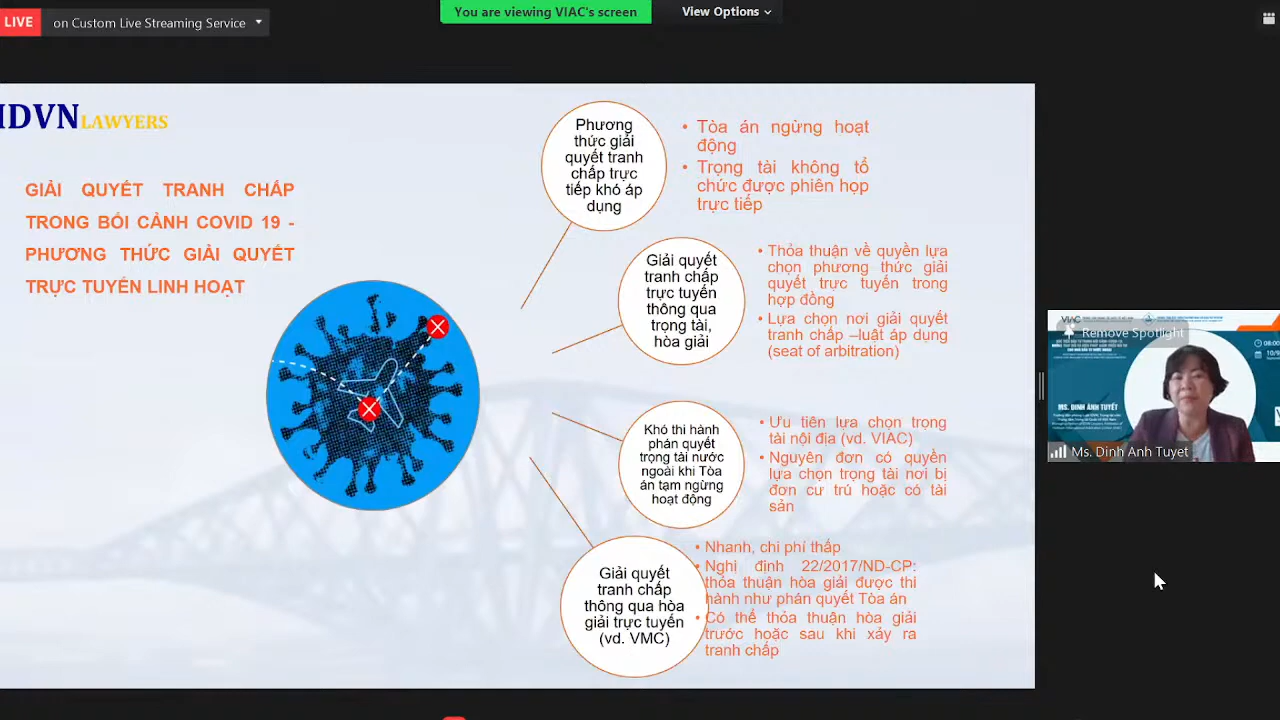 LIVE
on Custom Live Streaming Service
You are viewing VIAC's screen
View Options
IDVN LAWYERS
GIẢI QUYẾT TRANH CHẤP
TRONG BỐI CẢNH COVID 19 -
PHƯƠNG THỨC GIẢI QUYẾT
TRỰC TUYẾN LINH HOẠT
Phương
thức giải
quyết tranh
chấp trực
tiếp khó áp
dụng
• Tòa án ngừng hoạt
động
• Trọng tài không tổ
chức được phiên họp
trực tiếp
Giải quyết
tranh chấp
trực tuyến
thông qua
trọng tài,
hòa giải
• Thỏa thuận về quyền lựa
chọn phương thức giải
quyết trực tuyến trong
hợp đồng
• Lựa chọn nơi giải quyết
tranh chấp –luật áp dụng
(seat of arbitration)
Khó thi hành
phán quyết
trọng tài nước
ngoài khi Tòa
án tạm ngừng
hoạt động
• Ưu tiên lựa chọn trọng
tài nội địa (vd. VIAC)
• Nguyên đơn có quyền
lựa chọn trọng tài nơi bị
đơn cư trú hoặc có tài
sản
Giải quyết
tranh chấp
thông qua hòa
giải trực tuyến
(vd. VMC)
• Nhanh, chi phí thấp
• Nghị định 22/2017/ND-CP:
thỏa thuận hòa giải được thi
hành như phán quyết Tòa án
• Có thể thỏa thuận hòa giải
trước hoặc sau khi xảy ra
tranh chấp
VIAC
Remove Spotlight
08:00
10/9
MS. ĐINH ÁNH TUYẾT
Ms. Dinh Anh Tuyet